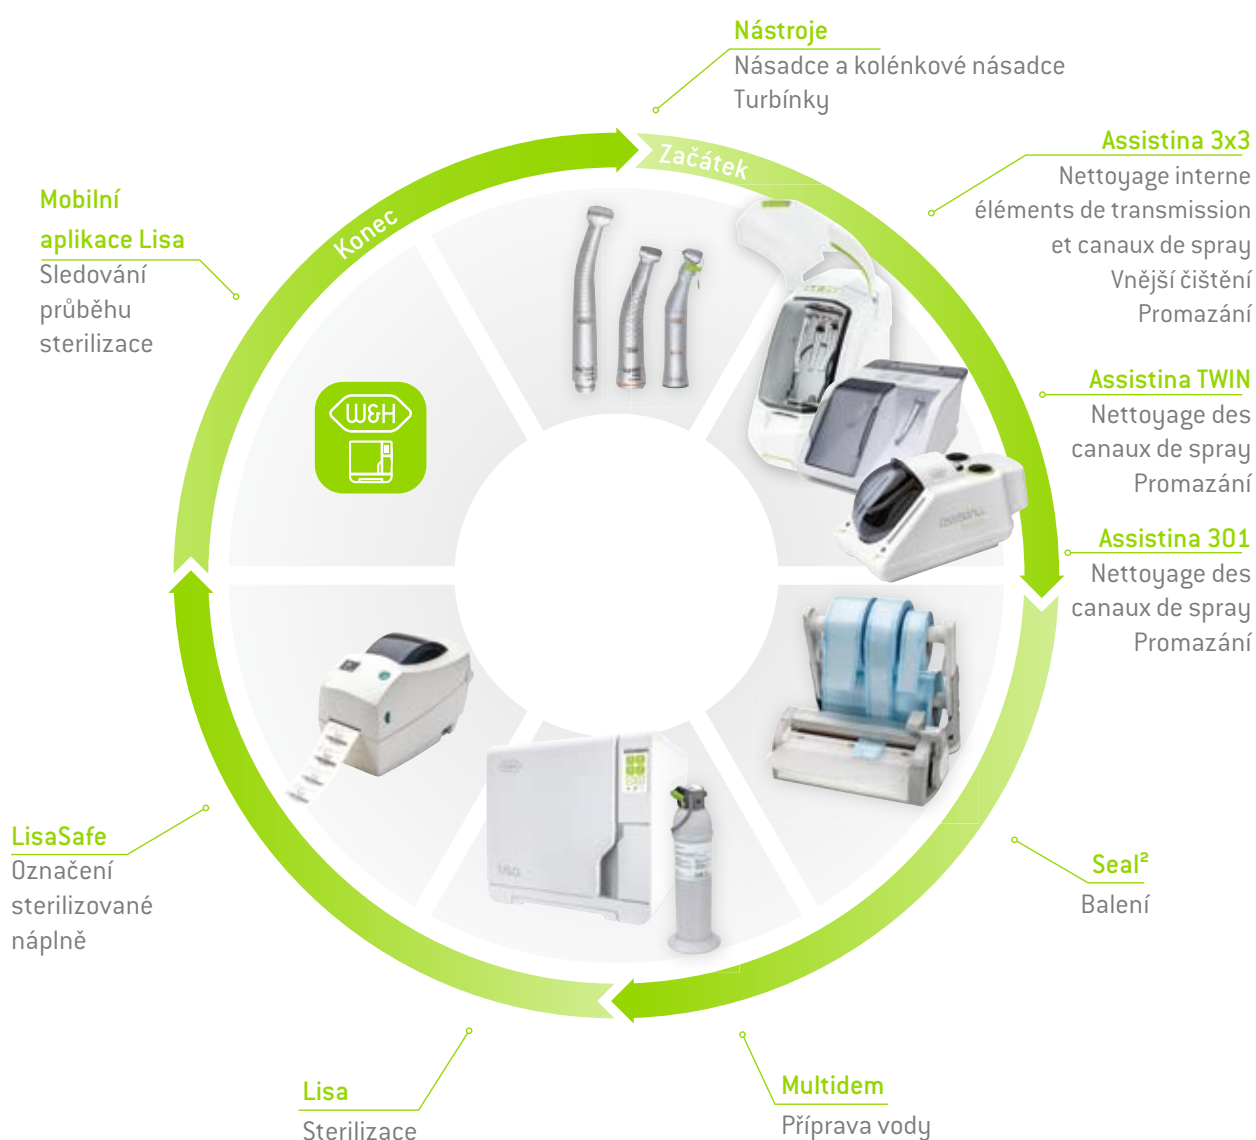 Nástroje
Násadce a kolénkové násadce
Turbínky
Assistina 3x3
Nettoyage interne
éléments de transmission
et canaux de spray
Vnější čištění
Promazání
Assistina TWIN
Nettoyage des
canaux de spray
Promazání
Assistina 301
Nettoyage des
canaux de spray
Promazání
Seal²
Balení
Multidem
Příprava vody
Lisa
Sterilizace
LisaSafe
Označení
sterilizované
náplně
Mobilní
aplikace Lisa
Sledování
průběhu
sterilizace
Začátek
Konec
W&H
Lisa